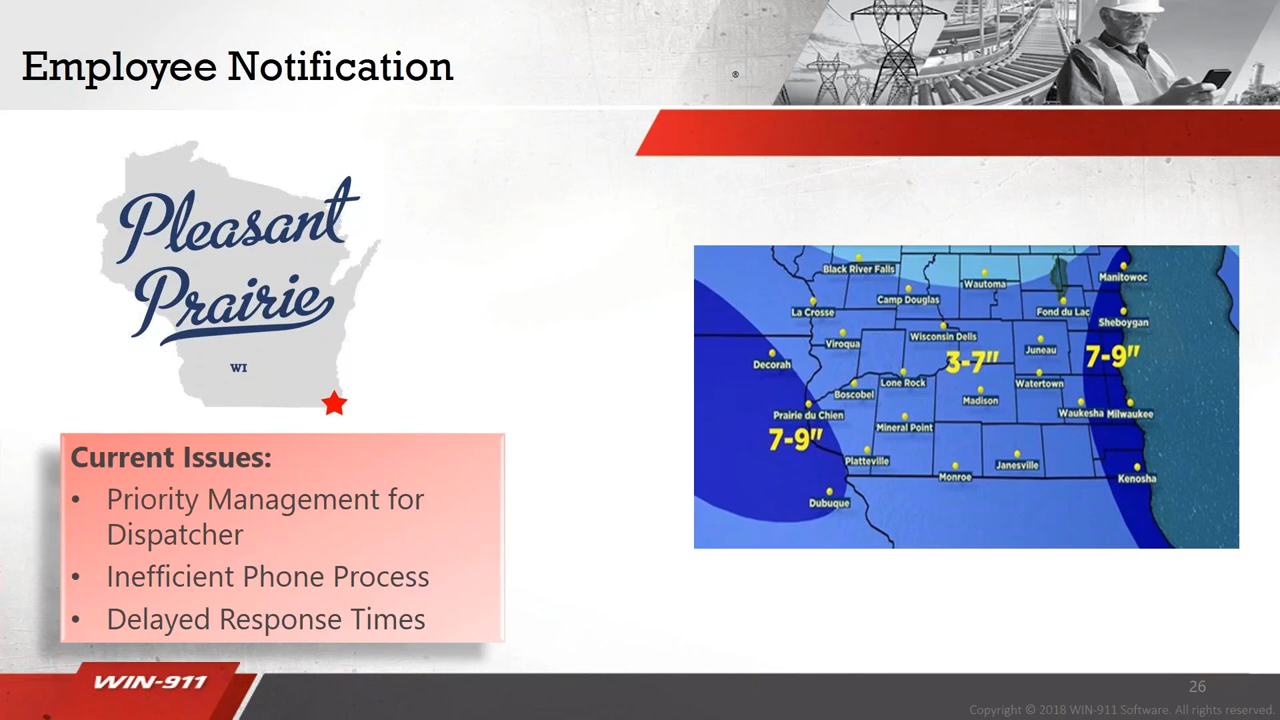 Employee Notification
®
Pleasant
Prairie
WI
Current Issues:
• Priority Management for
Dispatcher
• Inefficient Phone Process
• Delayed Response Times
Black River Falls
Wautoma
Manitowoc
Camp Douglas
La Crosse
Fond du Lac
Sheboygan
Viroqua
Wisconsin Dells
Juneau
7-9"
3-7"
Decorah
Lone Rock
Watertown
Boscobel
Madison
Prairie du Chien
Waukesha
Milwaukee
Mineral Point
7-9"
Platteville
Janesville
Monroe
Kenosha
Dubuque
WIN-911
26
Copyright © 2018 WIN-911 Software. All rights reserved.